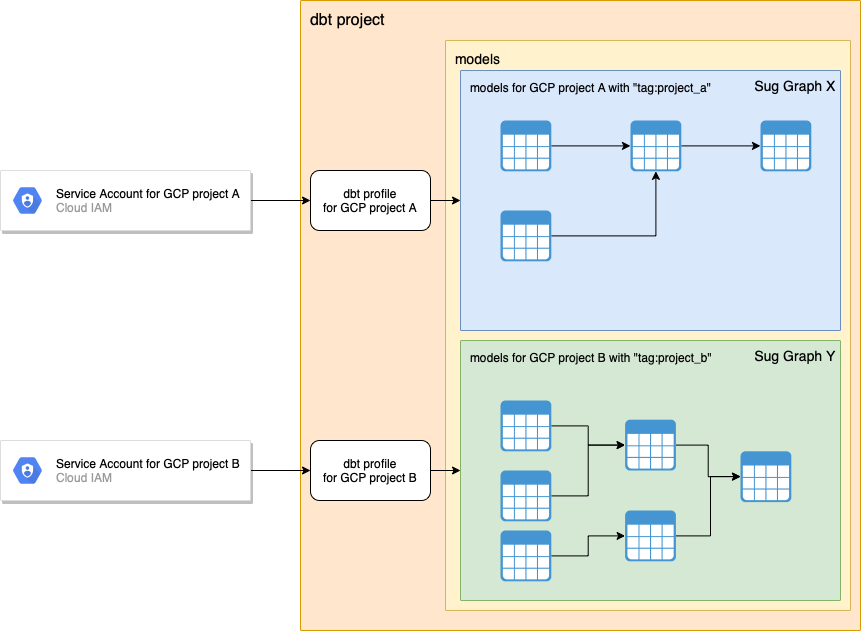 dbt project
models
models for GCP project A with "tag:project_a"
Sug Graph X
Service Account for GCP project A
Cloud IAM
dbt profile
for GCP project A
models for GCP project B with "tag:project_b"
Sug Graph Y
Service Account for GCP project B
Cloud IAM
dbt profile
for GCP project B